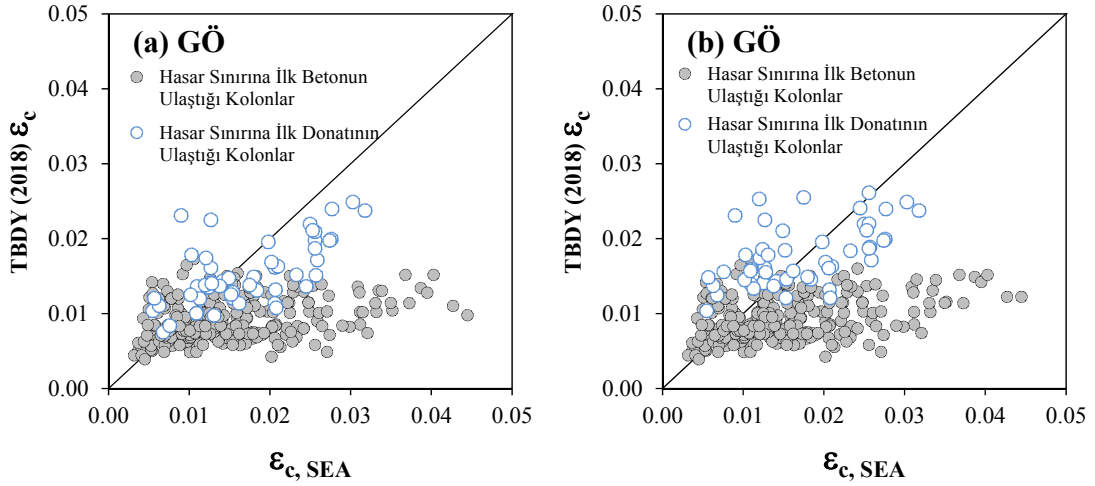 (a) GÖ
Hasar Sınırına İlk Betonun
Ulaştığı Kolonlar
Hasar Sınırına İlk Donatının
Ulaştığı Kolonlar
TBDY (2018) εc
0.05
0.04
0.03
0.02
0.01
0.00
0.00 0.01 0.02 0.03 0.04 0.05
εc, SEA
(b) GÖ
Hasar Sınırına İlk Betonun
Ulaştığı Kolonlar
Hasar Sınırına İlk Donatının
Ulaştığı Kolonlar
TBDY (2018) εc
0.05
0.04
0.03
0.02
0.01
0.00
0.00 0.01 0.02 0.03 0.04 0.05
εc, SEA